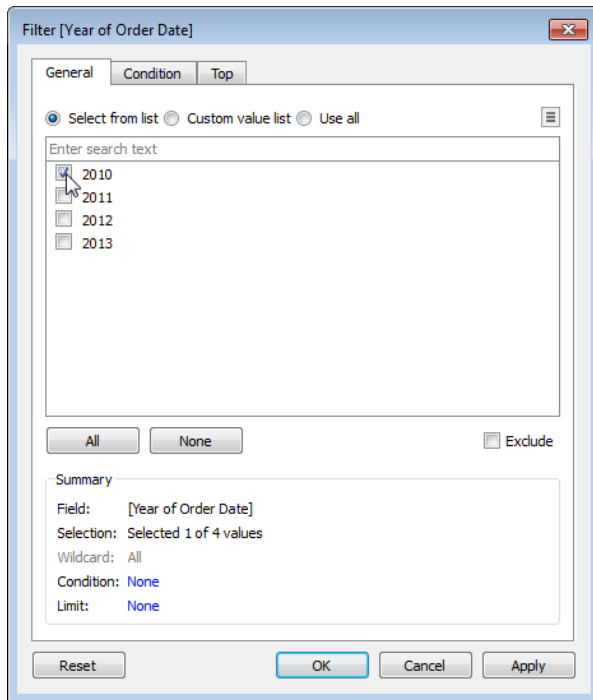 Filter [Year of Order Date]
General Condition Top
Select from list Custom value list Use all
Enter search text
2010
2011
2012
2013
All None Exclude
Summary
Field: [Year of Order Date]
Selection: Selected 1 of 4 values
Wildcard: All
Condition: None
Limit: None
Reset OK Cancel Apply